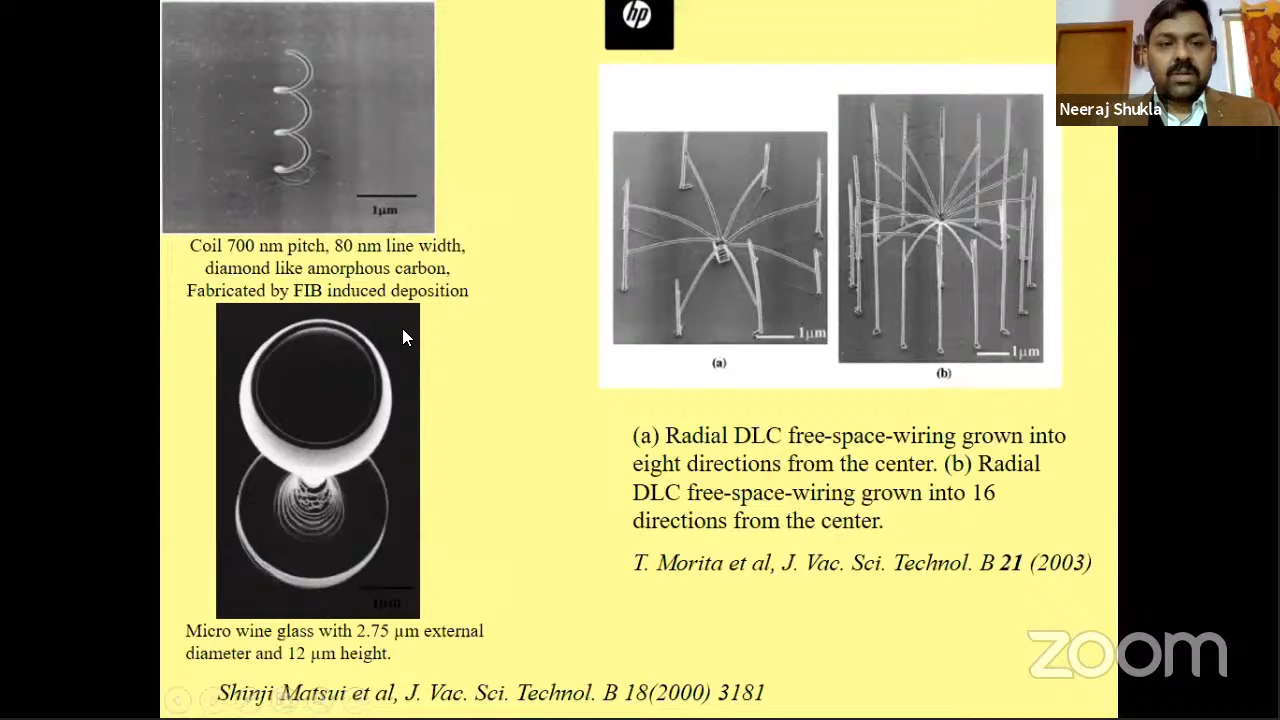 hp
Neeraj Shukla
1µm
Coil 700 nm pitch, 80 nm line width,
diamond like amorphous carbon,
Fabricated by FIB induced deposition
1µm
Micro wine glass with 2.75 µm external
diameter and 12 µm height.
Shinji Matsui et al, J. Vac. Sci. Technol. B 18(2000) 3181
1µm
(a)
1µm
(b)
(a) Radial DLC free-space-wiring grown into
eight directions from the center. (b) Radial
DLC free-space-wiring grown into 16
directions from the center.
T. Morita et al, J. Vac. Sci. Technol. B 21 (2003)
zoom